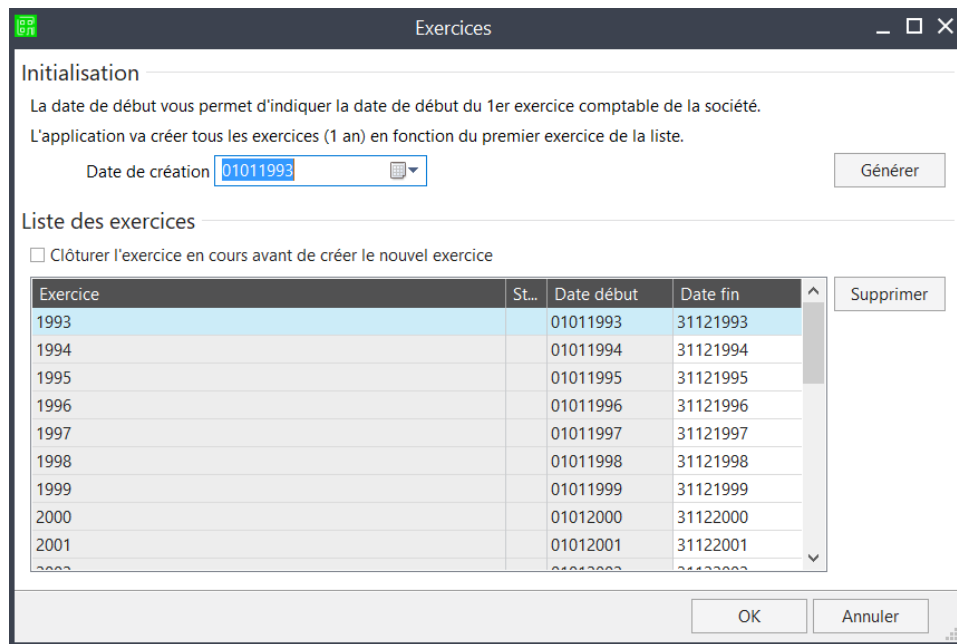 Exercices
Initialisation
La date de début vous permet d'indiquer la date de début du 1er exercice comptable de la société.
L'application va créer tous les exercices (1 an) en fonction du premier exercice de la liste.
Date de création 01011993 Générer
Liste des exercices
Clôturer l'exercice en cours avant de créer le nouvel exercice
Exercice St... Date début Date fin Supprimer
1993 01011993 31121993
1994 01011994 31121994
1995 01011995 31121995
1996 01011996 31121996
1997 01011997 31121997
1998 01011998 31121998
1999 01011999 31121999
2000 01012000 31122000
2001 01012001 31122001
OK Annuler